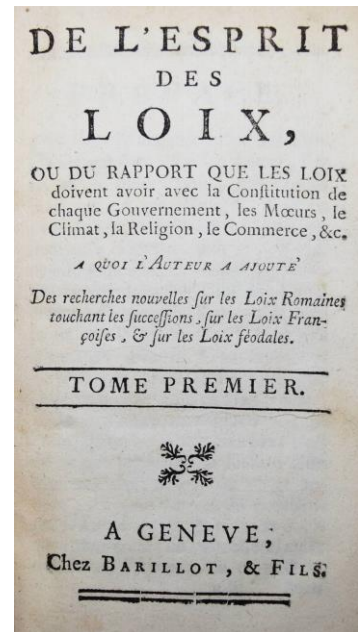 DE L'ESPRIT
DES
LOIX,
OU DU RAPPORT QUE LES LOIX
doivent avoir avec la Conſtitution de
chaque Gouvernement, les Mœurs, le
Climat, la Religion, le Commerce, &c.
A QUOI L'AUTEUR A AJOUTÉ
Des recherches nouvelles ſur les Loix Romaines
touchant les ſucceſſions, ſur les Loix Fran-
çoiſes, & ſur les Loix féodales.
TOME PREMIER.
A GENEVE,
Chez BARILLOT, & FILS.